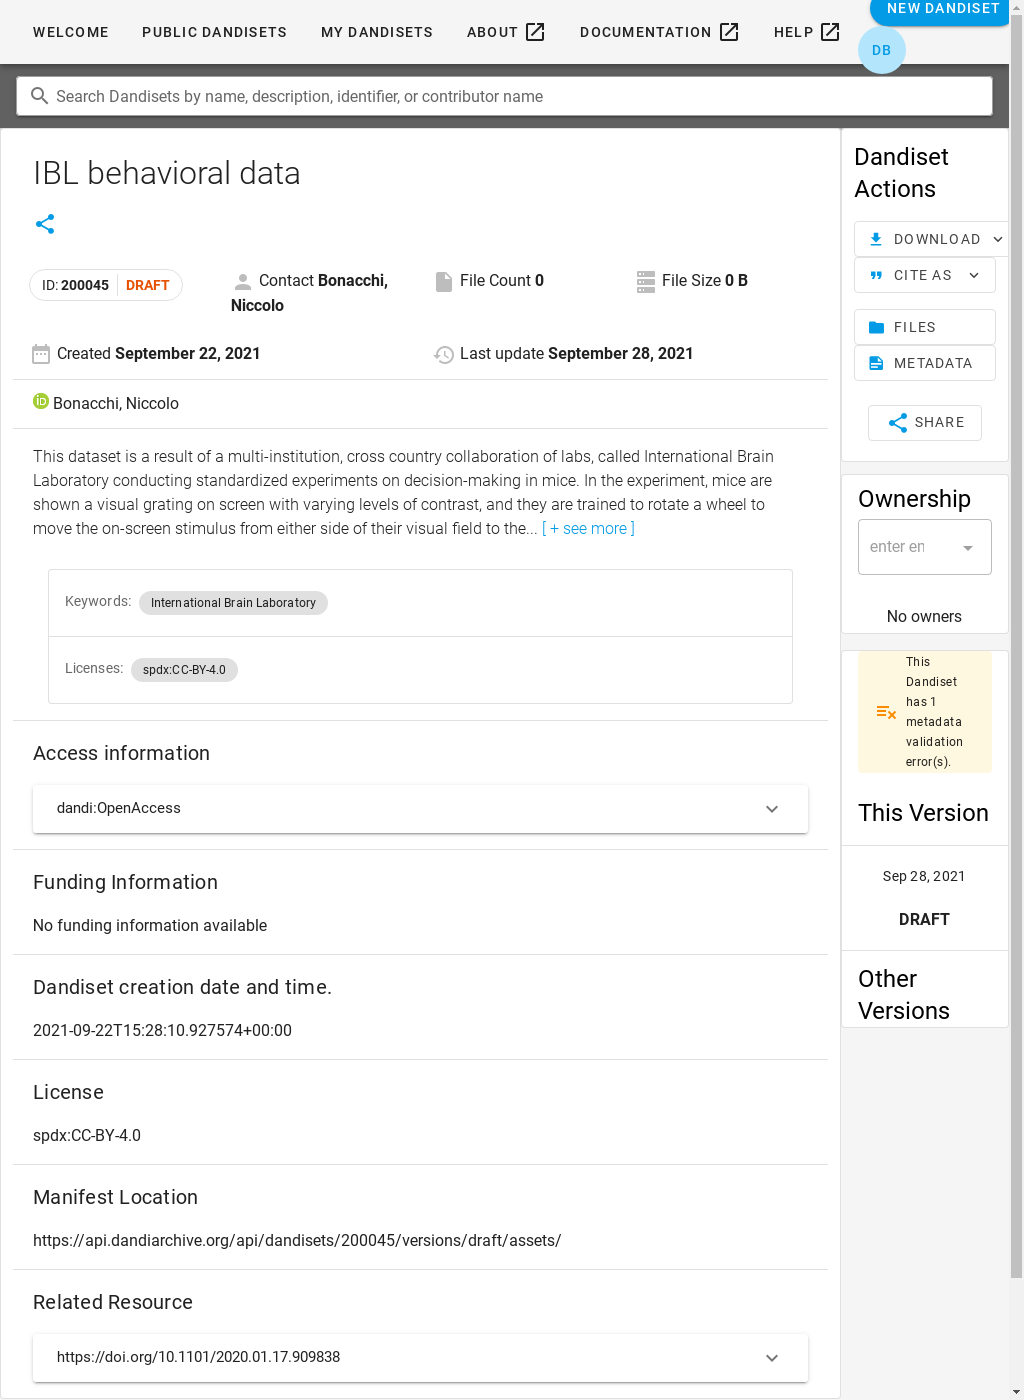 WELCOME PUBLIC DANDISETS MY DANDISETS ABOUT DOCUMENTATION HELP NEW DANDISET
DB
Search Dandisets by name, description, identifier, or contributor name
IBL behavioral data
ID: 200045 DRAFT
Contact Bonacchi,
Niccolo
File Count 0
File Size 0 B
Created September 22, 2021
Last update September 28, 2021
Bonacchi, Niccolo
This dataset is a result of a multi-institution, cross country collaboration of labs, called International Brain
Laboratory conducting standardized experiments on decision-making in mice. In the experiment, mice are
shown a visual grating on screen with varying levels of contrast, and they are trained to rotate a wheel to
move the on-screen stimulus from either side of their visual field to the... [ + see more ]
Keywords: International Brain Laboratory
Licenses: spdx:CC-BY-4.0
Access information
dandi:OpenAccess
Funding Information
No funding information available
Dandiset creation date and time.
2021-09-22T15:28:10.927574+00:00
License
spdx:CC-BY-4.0
Manifest Location
https://api.dandiarchive.org/api/dandisets/200045/versions/draft/assets/
Related Resource
https://doi.org/10.1101/2020.01.17.909838
Dandiset
Actions
DOWNLOAD
CITE AS
FILES
METADATA
SHARE
Ownership
enter en
No owners
This
Dandiset
has 1
metadata
validation
error(s).
This Version
Sep 28, 2021
DRAFT
Other
Versions